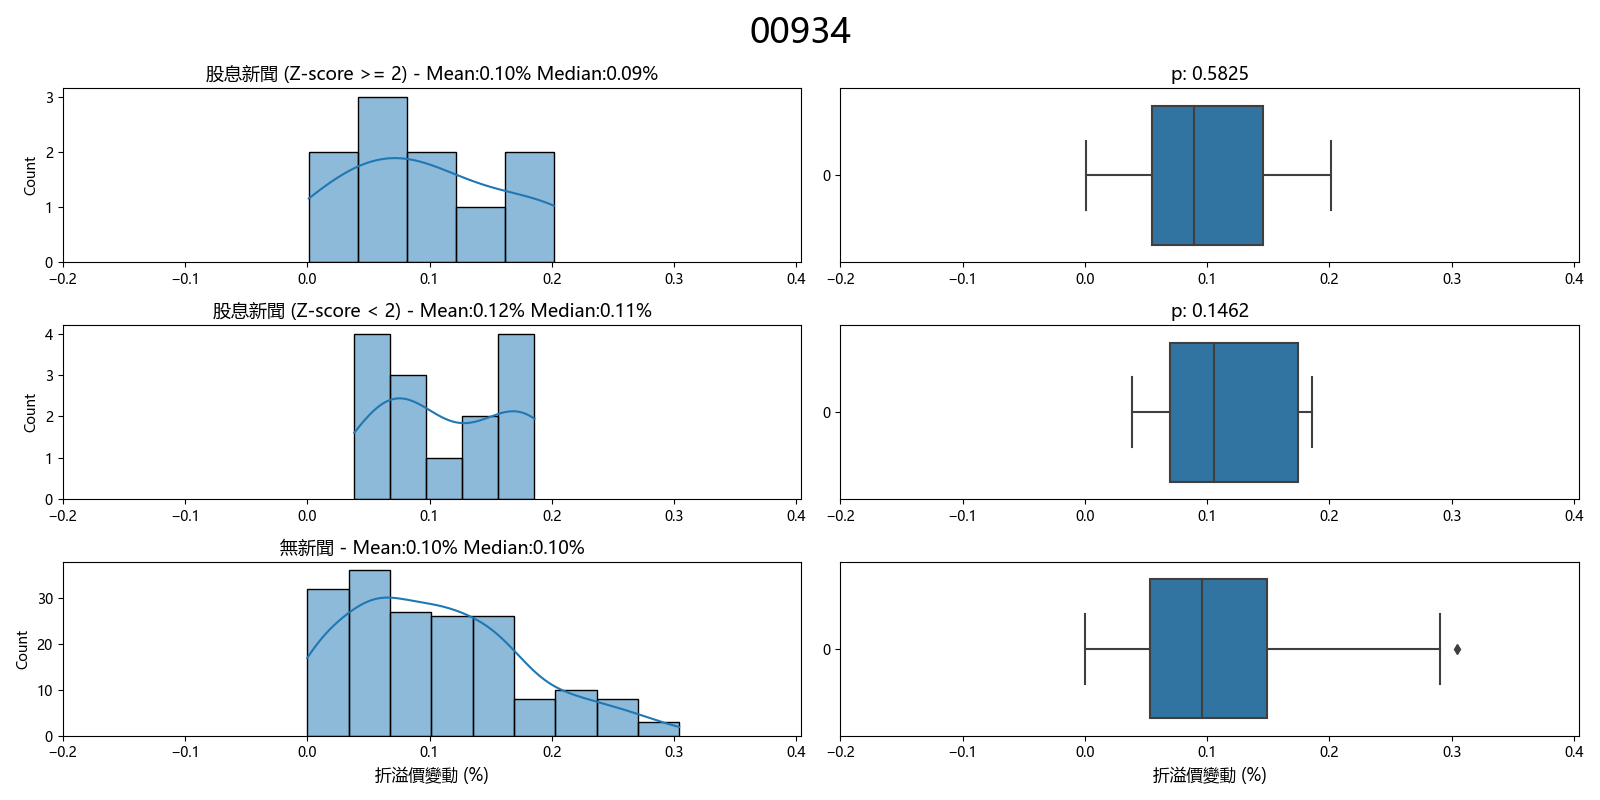 00934
股息新聞 (Z-score >= 2) - Mean:0.10% Median:0.09%
p: 0.5825
Count
3
2
1
0
−0.2 −0.1 0.0 0.1 0.2 0.3 0.4
0
−0.2 −0.1 0.0 0.1 0.2 0.3 0.4
股息新聞 (Z-score < 2) - Mean:0.12% Median:0.11%
p: 0.1462
Count
4
3
2
1
0
−0.2 −0.1 0.0 0.1 0.2 0.3 0.4
0
−0.2 −0.1 0.0 0.1 0.2 0.3 0.4
無新聞 - Mean:0.10% Median:0.10%
Count
30
20
10
0
−0.2 −0.1 0.0 0.1 0.2 0.3 0.4
折溢價變動 (%)
0
−0.2 −0.1 0.0 0.1 0.2 0.3 0.4
折溢價變動 (%)